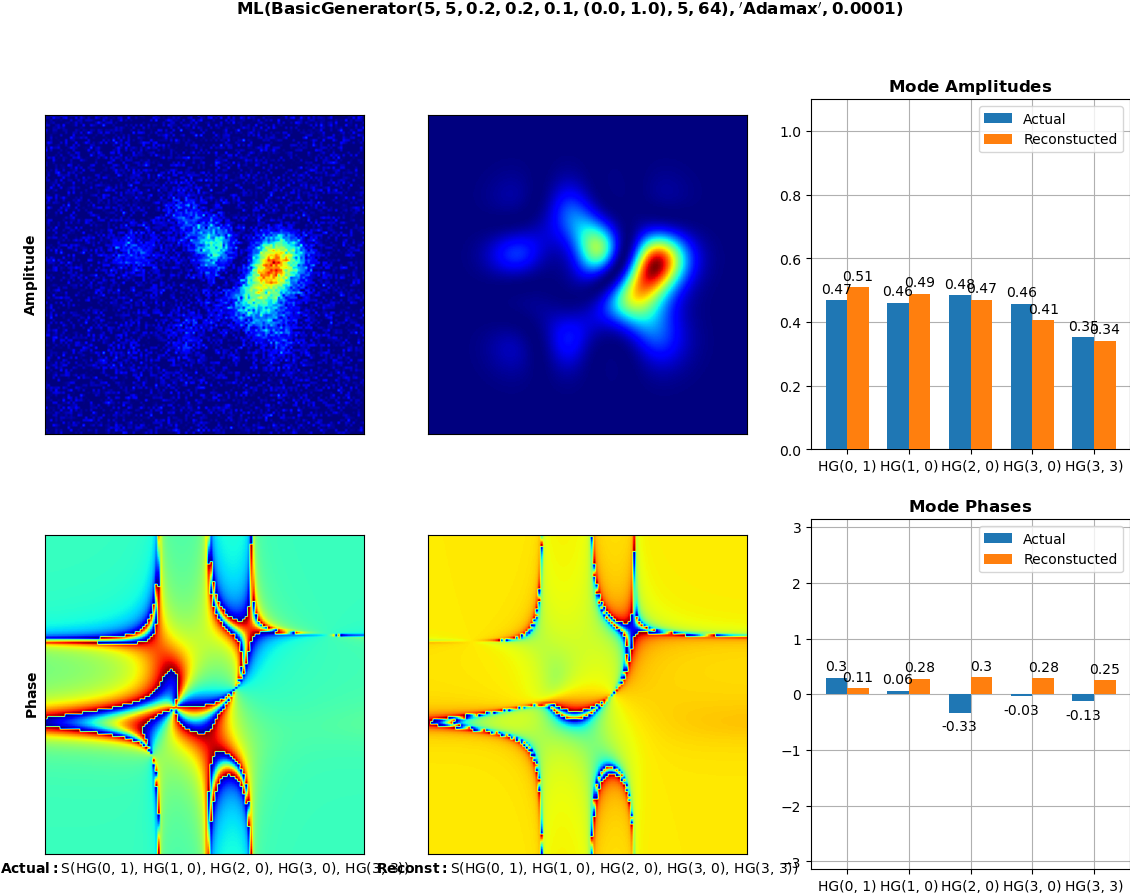 ML(BasicGenerator(5, 5, 0.2, 0.2, 0.1, (0.0, 1.0), 5, 64), ′Adamax′, 0.0001)
Mode Amplitudes
Actual
Reconstucted
1.0
0.8
0.6
0.4
0.2
0.0
0.47
0.51
0.46
0.49
0.48
0.47
0.46
0.41
0.35
0.34
HG(0, 1)
HG(1, 0)
HG(2, 0)
HG(3, 0)
HG(3, 3)
Amplitude
Mode Phases
Actual
Reconstucted
3
2
1
0
−1
−2
−3
0.3
0.11
0.06
0.28
-0.33
0.3
-0.03
0.28
-0.13
0.25
HG(0, 1)
HG(1, 0)
HG(2, 0)
HG(3, 0)
HG(3, 3)
Phase
Actual: S(HG(0, 1), HG(1, 0), HG(2, 0), HG(3, 0), HG(3, 3))
Reconst: S(HG(0, 1), HG(1, 0), HG(2, 0), HG(3, 0), HG(3, 3))